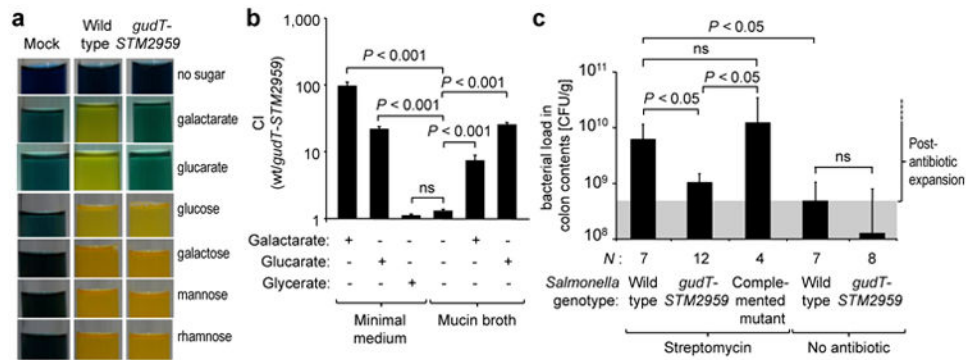 a
Mock
Wild type
gudT-STM2959
no sugar
galactarate
glucarate
glucose
galactose
mannose
rhamnose
b
CI
(wt/gudT-STM2959)
1,000
100
10
1
P < 0.001
P < 0.001
P < 0.001
P < 0.001
ns
Galactarate: + - - - + -
Glucarate: - + - - - +
Glycerate: - - + - - -
Minimal medium
Mucin broth
c
bacterial load in
colon contents [CFU/g]
10¹¹
10¹⁰
10⁹
10⁸
P < 0.05
ns
P < 0.05
P < 0.05
ns
Post-
antibiotic
expansion
N : 7 12 4 7 8
Salmonella
genotype:
Wild type
gudT-STM2959
Comple-
mented
mutant
Wild type
gudT-STM2959
Streptomycin
No antibiotic